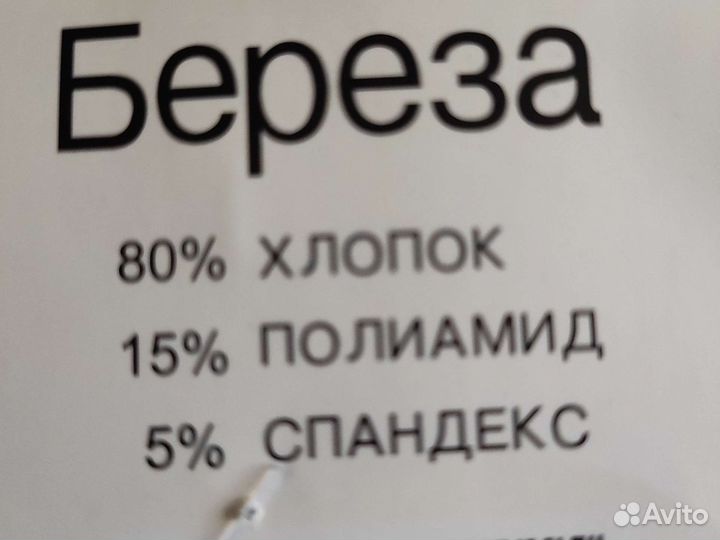 Береза
80% ХЛОПОК
15% ПОЛИАМИД
5% СПАНДЕКС
Avito